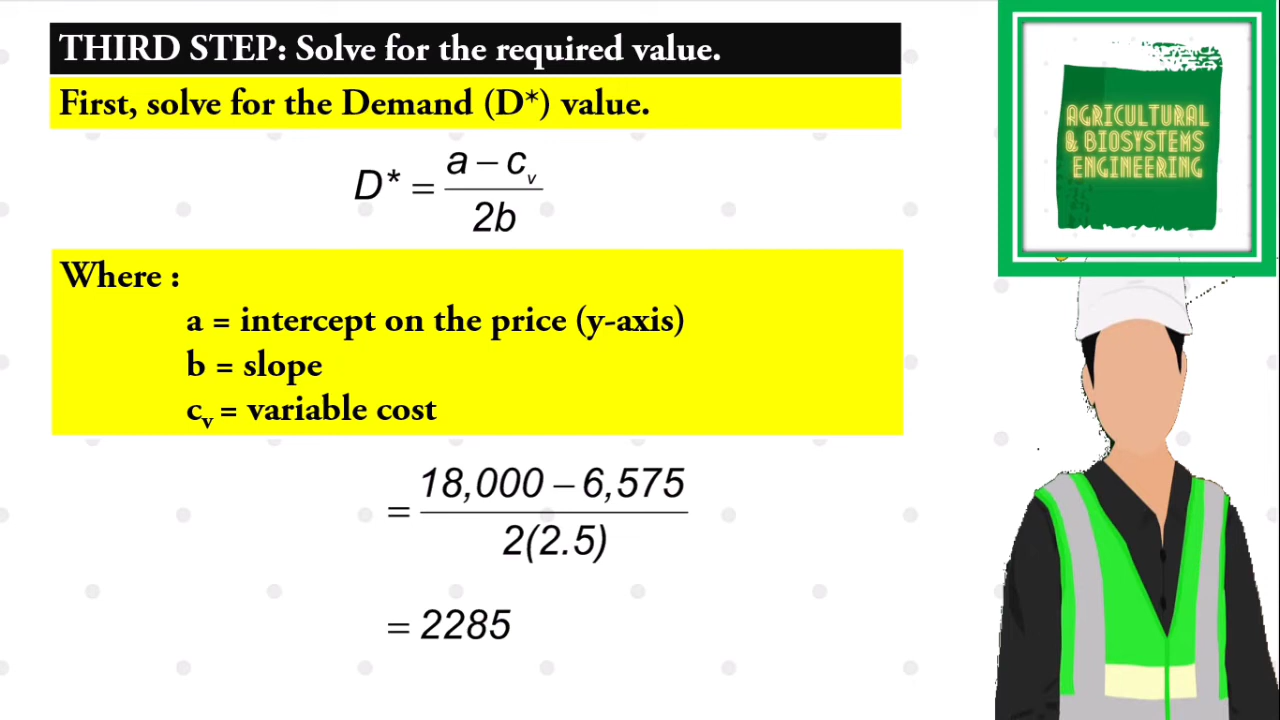 THIRD STEP: Solve for the required value.
First, solve for the Demand (D*) value.
D* = (a – cᵥ) / 2b
Where :
a = intercept on the price (y-axis)
b = slope
cᵥ = variable cost
= (18,000 – 6,575) / 2(2.5)
= 2285
AGRICULTURAL
& BIOSYSTEMS
ENGINEERING